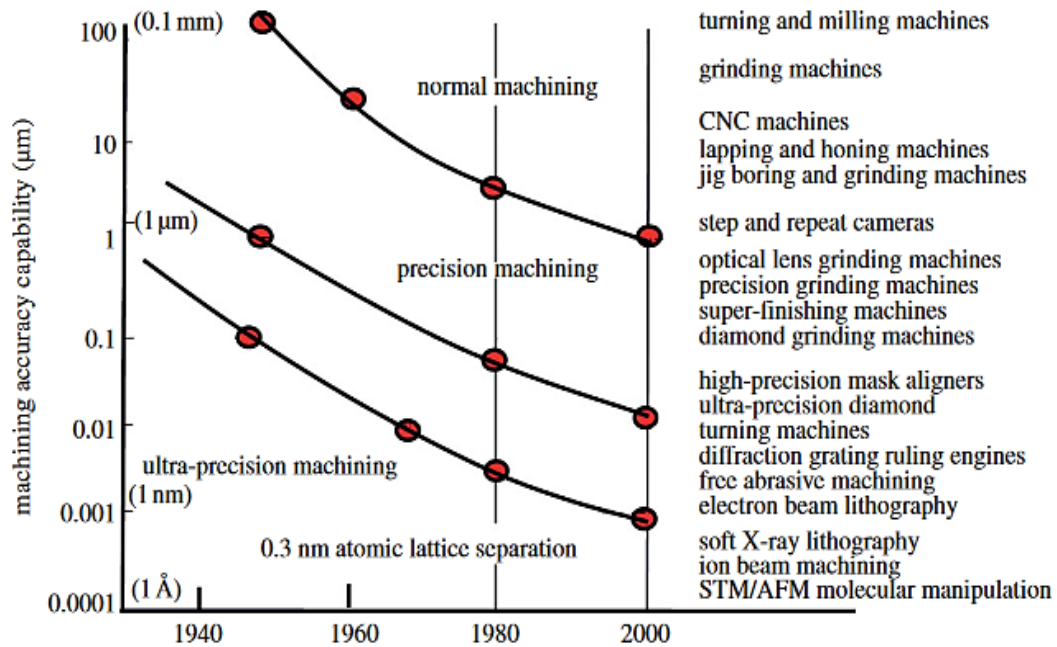 machining accuracy capability (µm)
100
10
1
0.1
0.01
0.001
0.0001
(0.1 mm)
(1 µm)
(1 nm)
(1 Å)
normal machining
precision machining
ultra-precision machining
0.3 nm atomic lattice separation
1940
1960
1980
2000
turning and milling machines
grinding machines
CNC machines
lapping and honing machines
jig boring and grinding machines
step and repeat cameras
optical lens grinding machines
precision grinding machines
super-finishing machines
diamond grinding machines
high-precision mask aligners
ultra-precision diamond
turning machines
diffraction grating ruling engines
free abrasive machining
electron beam lithography
soft X-ray lithography
ion beam machining
STM/AFM molecular manipulation